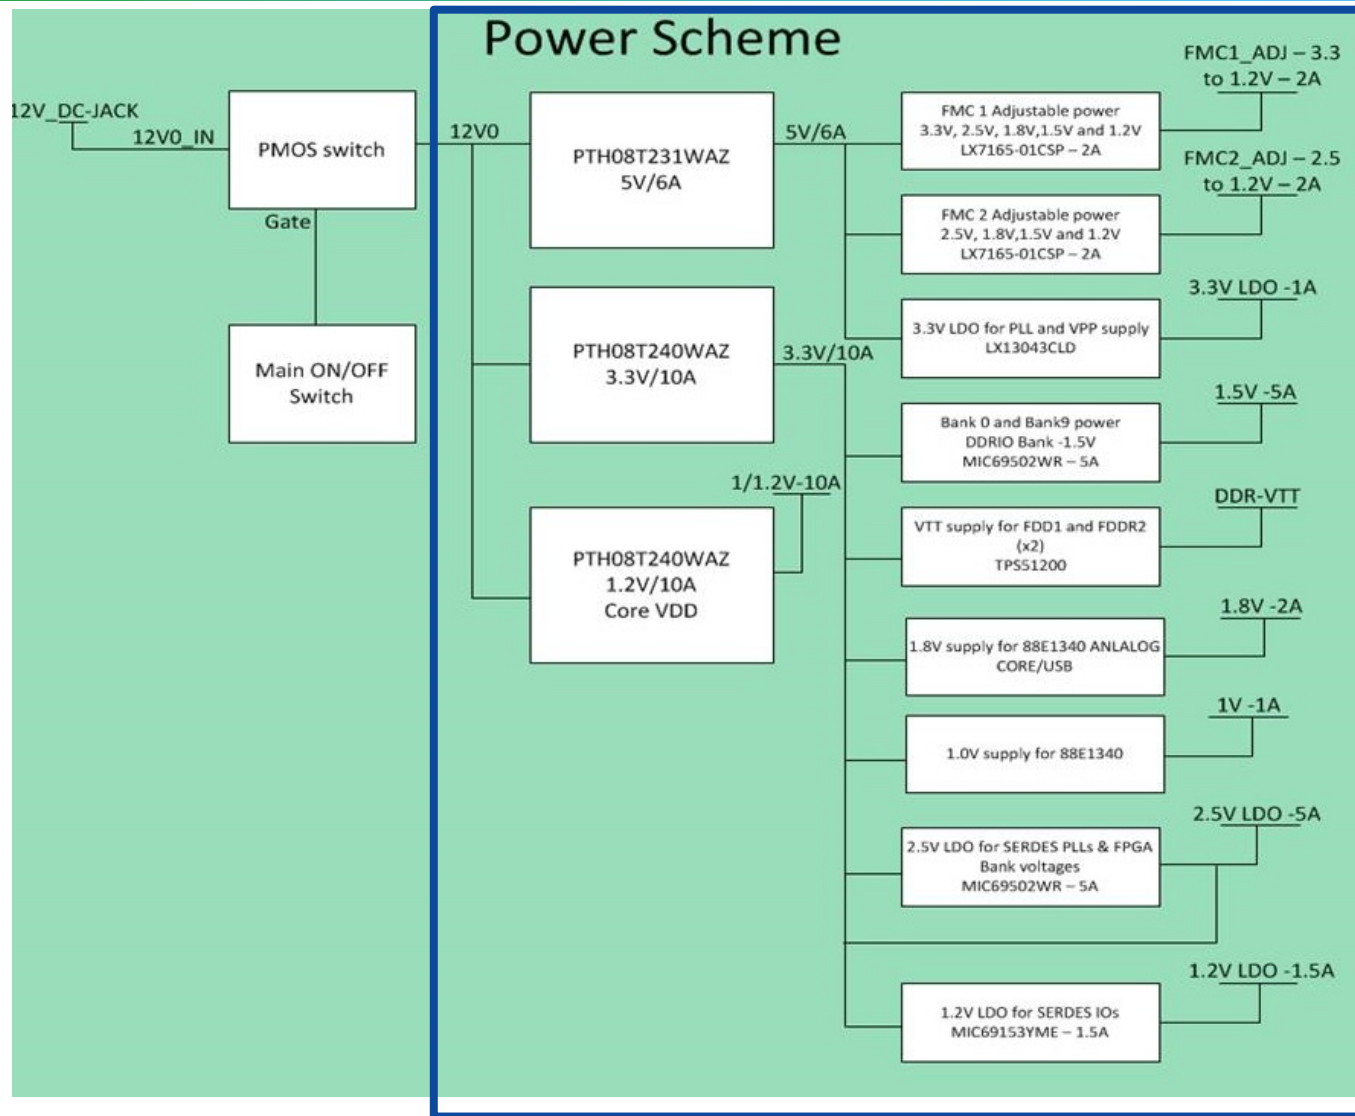 Power Scheme
12V_DC-JACK
12V0_IN
PMOS switch
Gate
Main ON/OFF
Switch
12V0
PTH08T231WAZ
5V/6A
5V/6A
PTH08T240WAZ
3.3V/10A
3.3V/10A
1/1.2V-10A
PTH08T240WAZ
1.2V/10A
Core VDD
FMC 1 Adjustable power
3.3V, 2.5V, 1.8V,1.5V and 1.2V
LX7165-01CSP – 2A
FMC1_ADJ – 3.3
to 1.2V – 2A
FMC 2 Adjustable power
2.5V, 1.8V,1.5V and 1.2V
LX7165-01CSP – 2A
FMC2_ADJ – 2.5
to 1.2V – 2A
3.3V LDO for PLL and VPP supply
LX13043CLD
3.3V LDO -1A
Bank 0 and Bank9 power
DDRIO Bank -1.5V
MIC69502WR – 5A
1.5V -5A
VTT supply for FDD1 and FDDR2
(x2)
TPS51200
DDR-VTT
1.8V supply for 88E1340 ANLALOG
CORE/USB
1.8V -2A
1.0V supply for 88E1340
1V -1A
2.5V LDO for SERDES PLLs & FPGA
Bank voltages
MIC69502WR – 5A
2.5V LDO -5A
1.2V LDO for SERDES IOs
MIC69153YME – 1.5A
1.2V LDO -1.5A